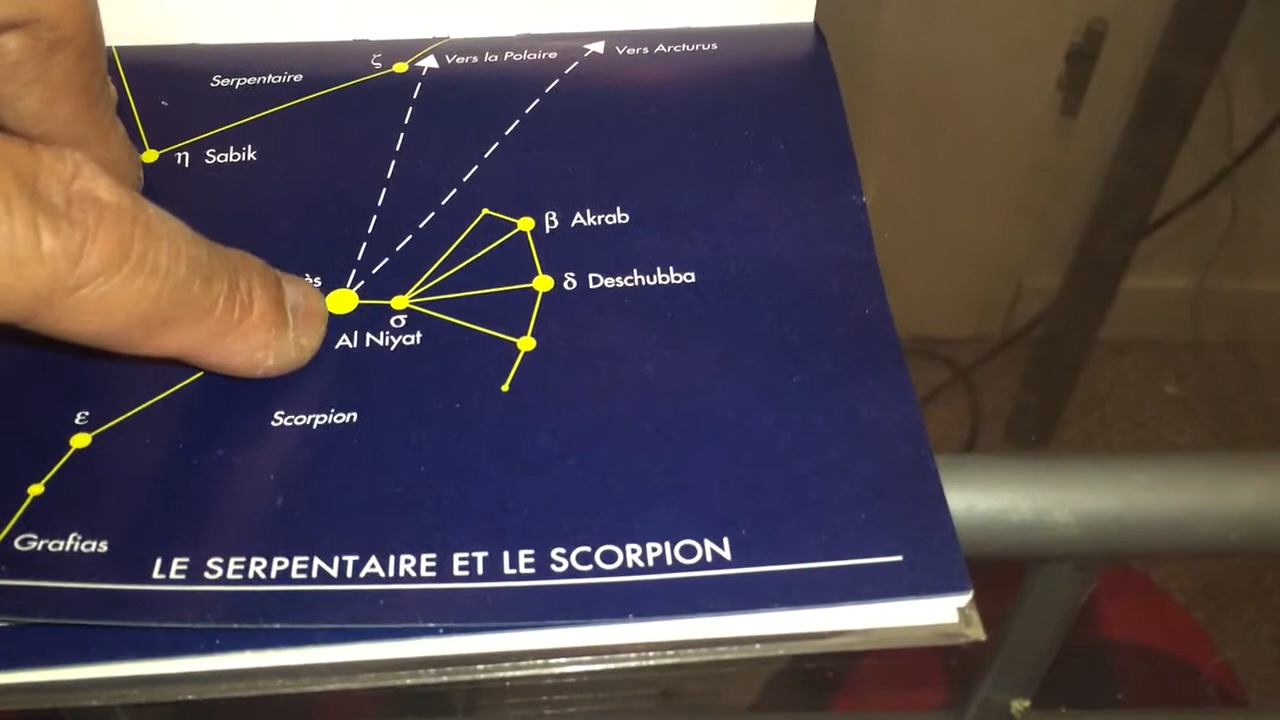 Vers Arcturus
ζ Vers la Polaire
Serpentaire
η Sabik
β Akrab
δ Deschubba
σ
Al Niyat
Scorpion
ε
Grafias
LE SERPENTAIRE ET LE SCORPION